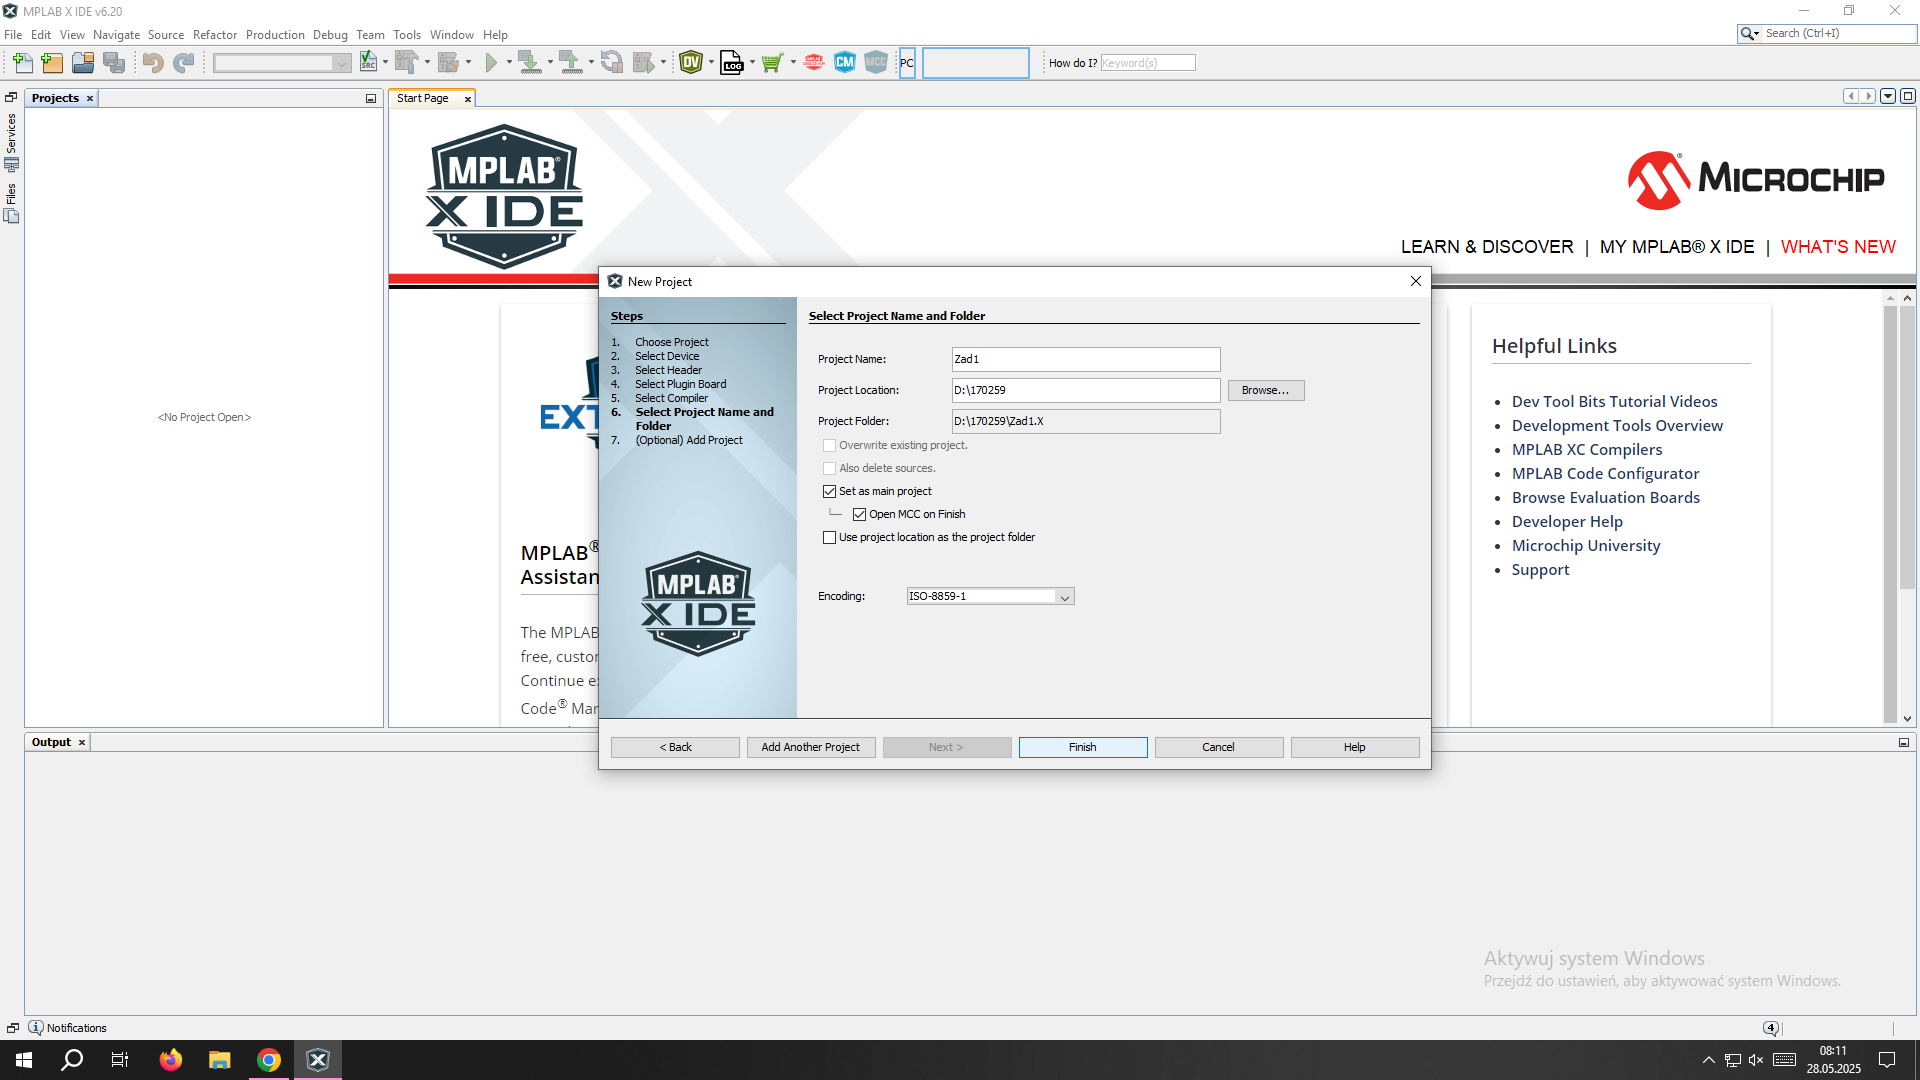 MPLAB X IDE v6.20
File Edit View Navigate Source Refactor Production Debug Team Tools Window Help
Search (Ctrl+I)
SRC
DV
LOG
CM
MCC
PC
How do I? Keyword(s)
Services
Files
Projects
<No Project Open>
Start Page
MPLAB®
X IDE
MICROCHIP
LEARN & DISCOVER | MY MPLAB® X IDE | WHAT'S NEW
EXT
MPLAB®
Assistan
The MPLAB
free, custor
Continue e
Code® Mar
New Project
Steps
1. Choose Project
2. Select Device
3. Select Header
4. Select Plugin Board
5. Select Compiler
6. Select Project Name and
Folder
7. (Optional) Add Project
MPLAB
X IDE
Select Project Name and Folder
Project Name: Zad1
Project Location: D:\170259 Browse...
Project Folder: D:\170259\Zad1.X
Overwrite existing project.
Also delete sources.
Set as main project
Open MCC on Finish
Use project location as the project folder
Encoding: ISO-8859-1
< Back Add Another Project Next > Finish Cancel Help
Helpful Links
• Dev Tool Bits Tutorial Videos
• Development Tools Overview
• MPLAB XC Compilers
• MPLAB Code Configurator
• Browse Evaluation Boards
• Developer Help
• Microchip University
• Support
Output
Aktywuj system Windows
Przejdź do ustawień, aby aktywować system Windows.
Notifications
4
08:11
28.05.2025